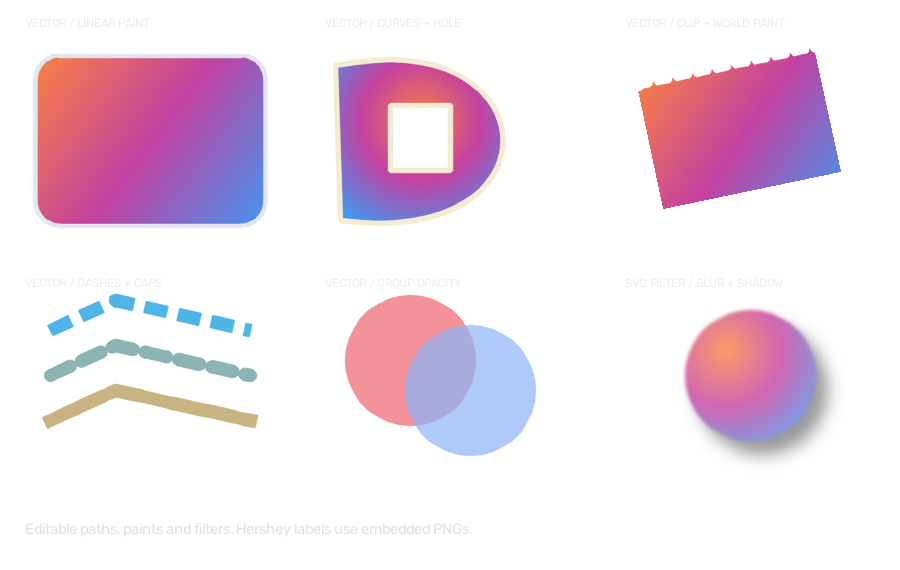 VECTOR / LINEAR PAINT
VECTOR / CURVES + HOLE
VECTOR / CLIP + WORLD PAINT
VECTOR / DASHES + CAPS
VECTOR / GROUP OPACITY
SVG FILTER / BLUR + SHADOW
Editable paths, paints and filters. Hershey labels use embedded PNGs.